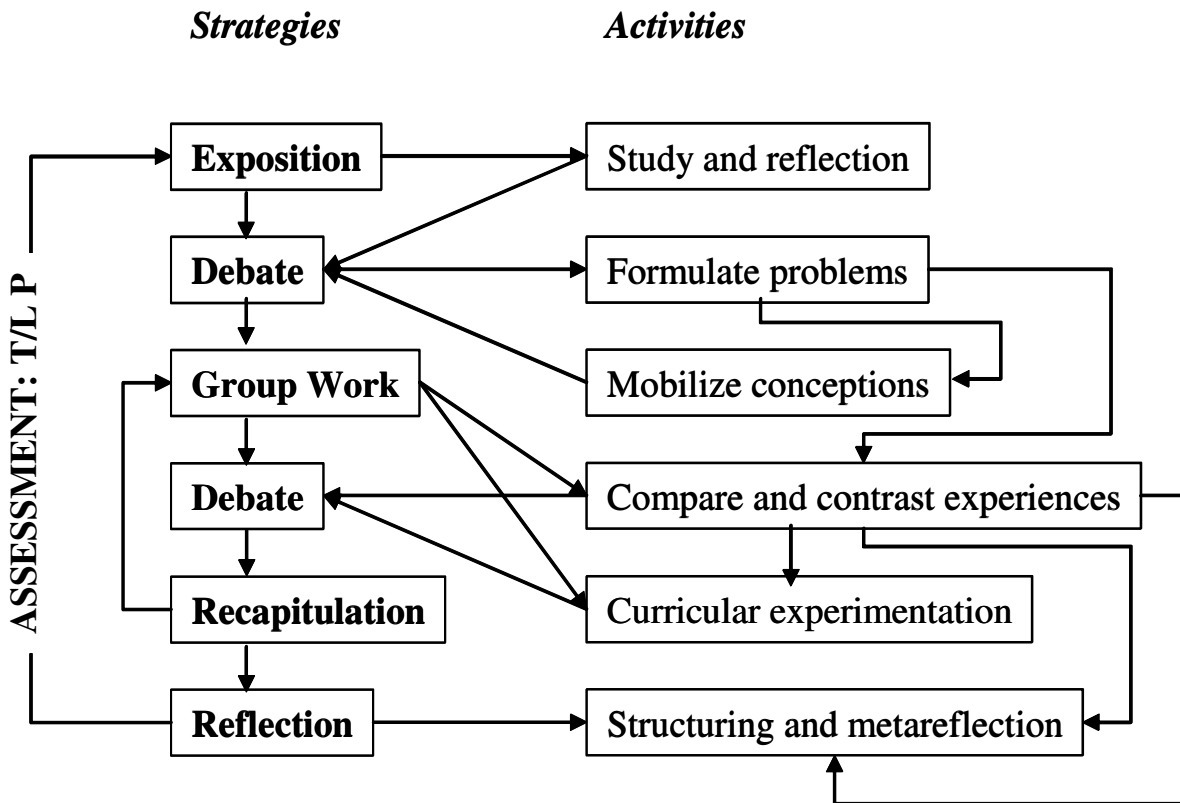 Strategies
Activities
Exposition
Study and reflection
Debate
Formulate problems
Group Work
Mobilize conceptions
Debate
Compare and contrast experiences
Recapitulation
Curricular experimentation
Reflection
Structuring and metareflection
ASSESSMENT: T/L P